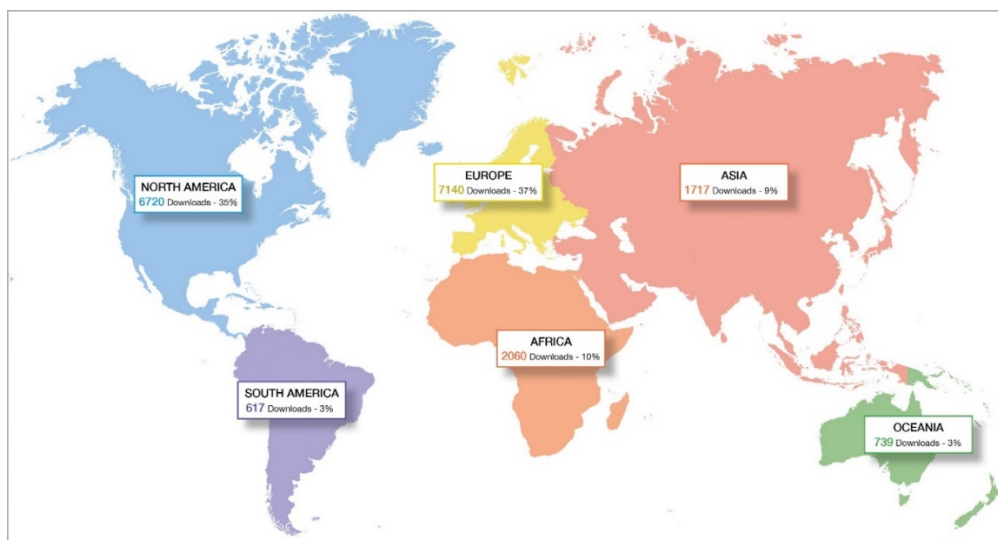 NORTH AMERICA
6720 Downloads - 35%
EUROPE
7140 Downloads - 37%
ASIA
1717 Downloads - 9%
AFRICA
2060 Downloads - 10%
SOUTH AMERICA
617 Downloads - 3%
OCEANIA
739 Downloads - 3%